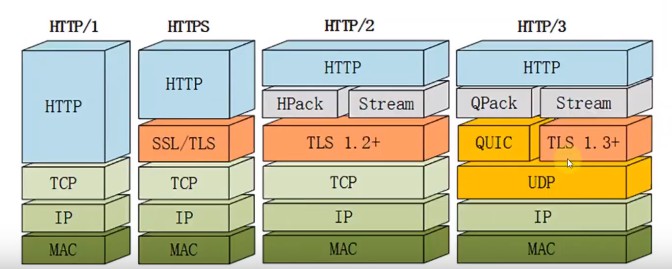 HTTP/1
HTTPS
HTTP/2
HTTP/3
HTTP
HTTP
HTTP
HTTP
HPack
Stream
QPack
Stream
SSL/TLS
TLS 1.2+
QUIC
TLS 1.3+
TCP
TCP
TCP
UDP
IP
IP
IP
IP
MAC
MAC
MAC
MAC